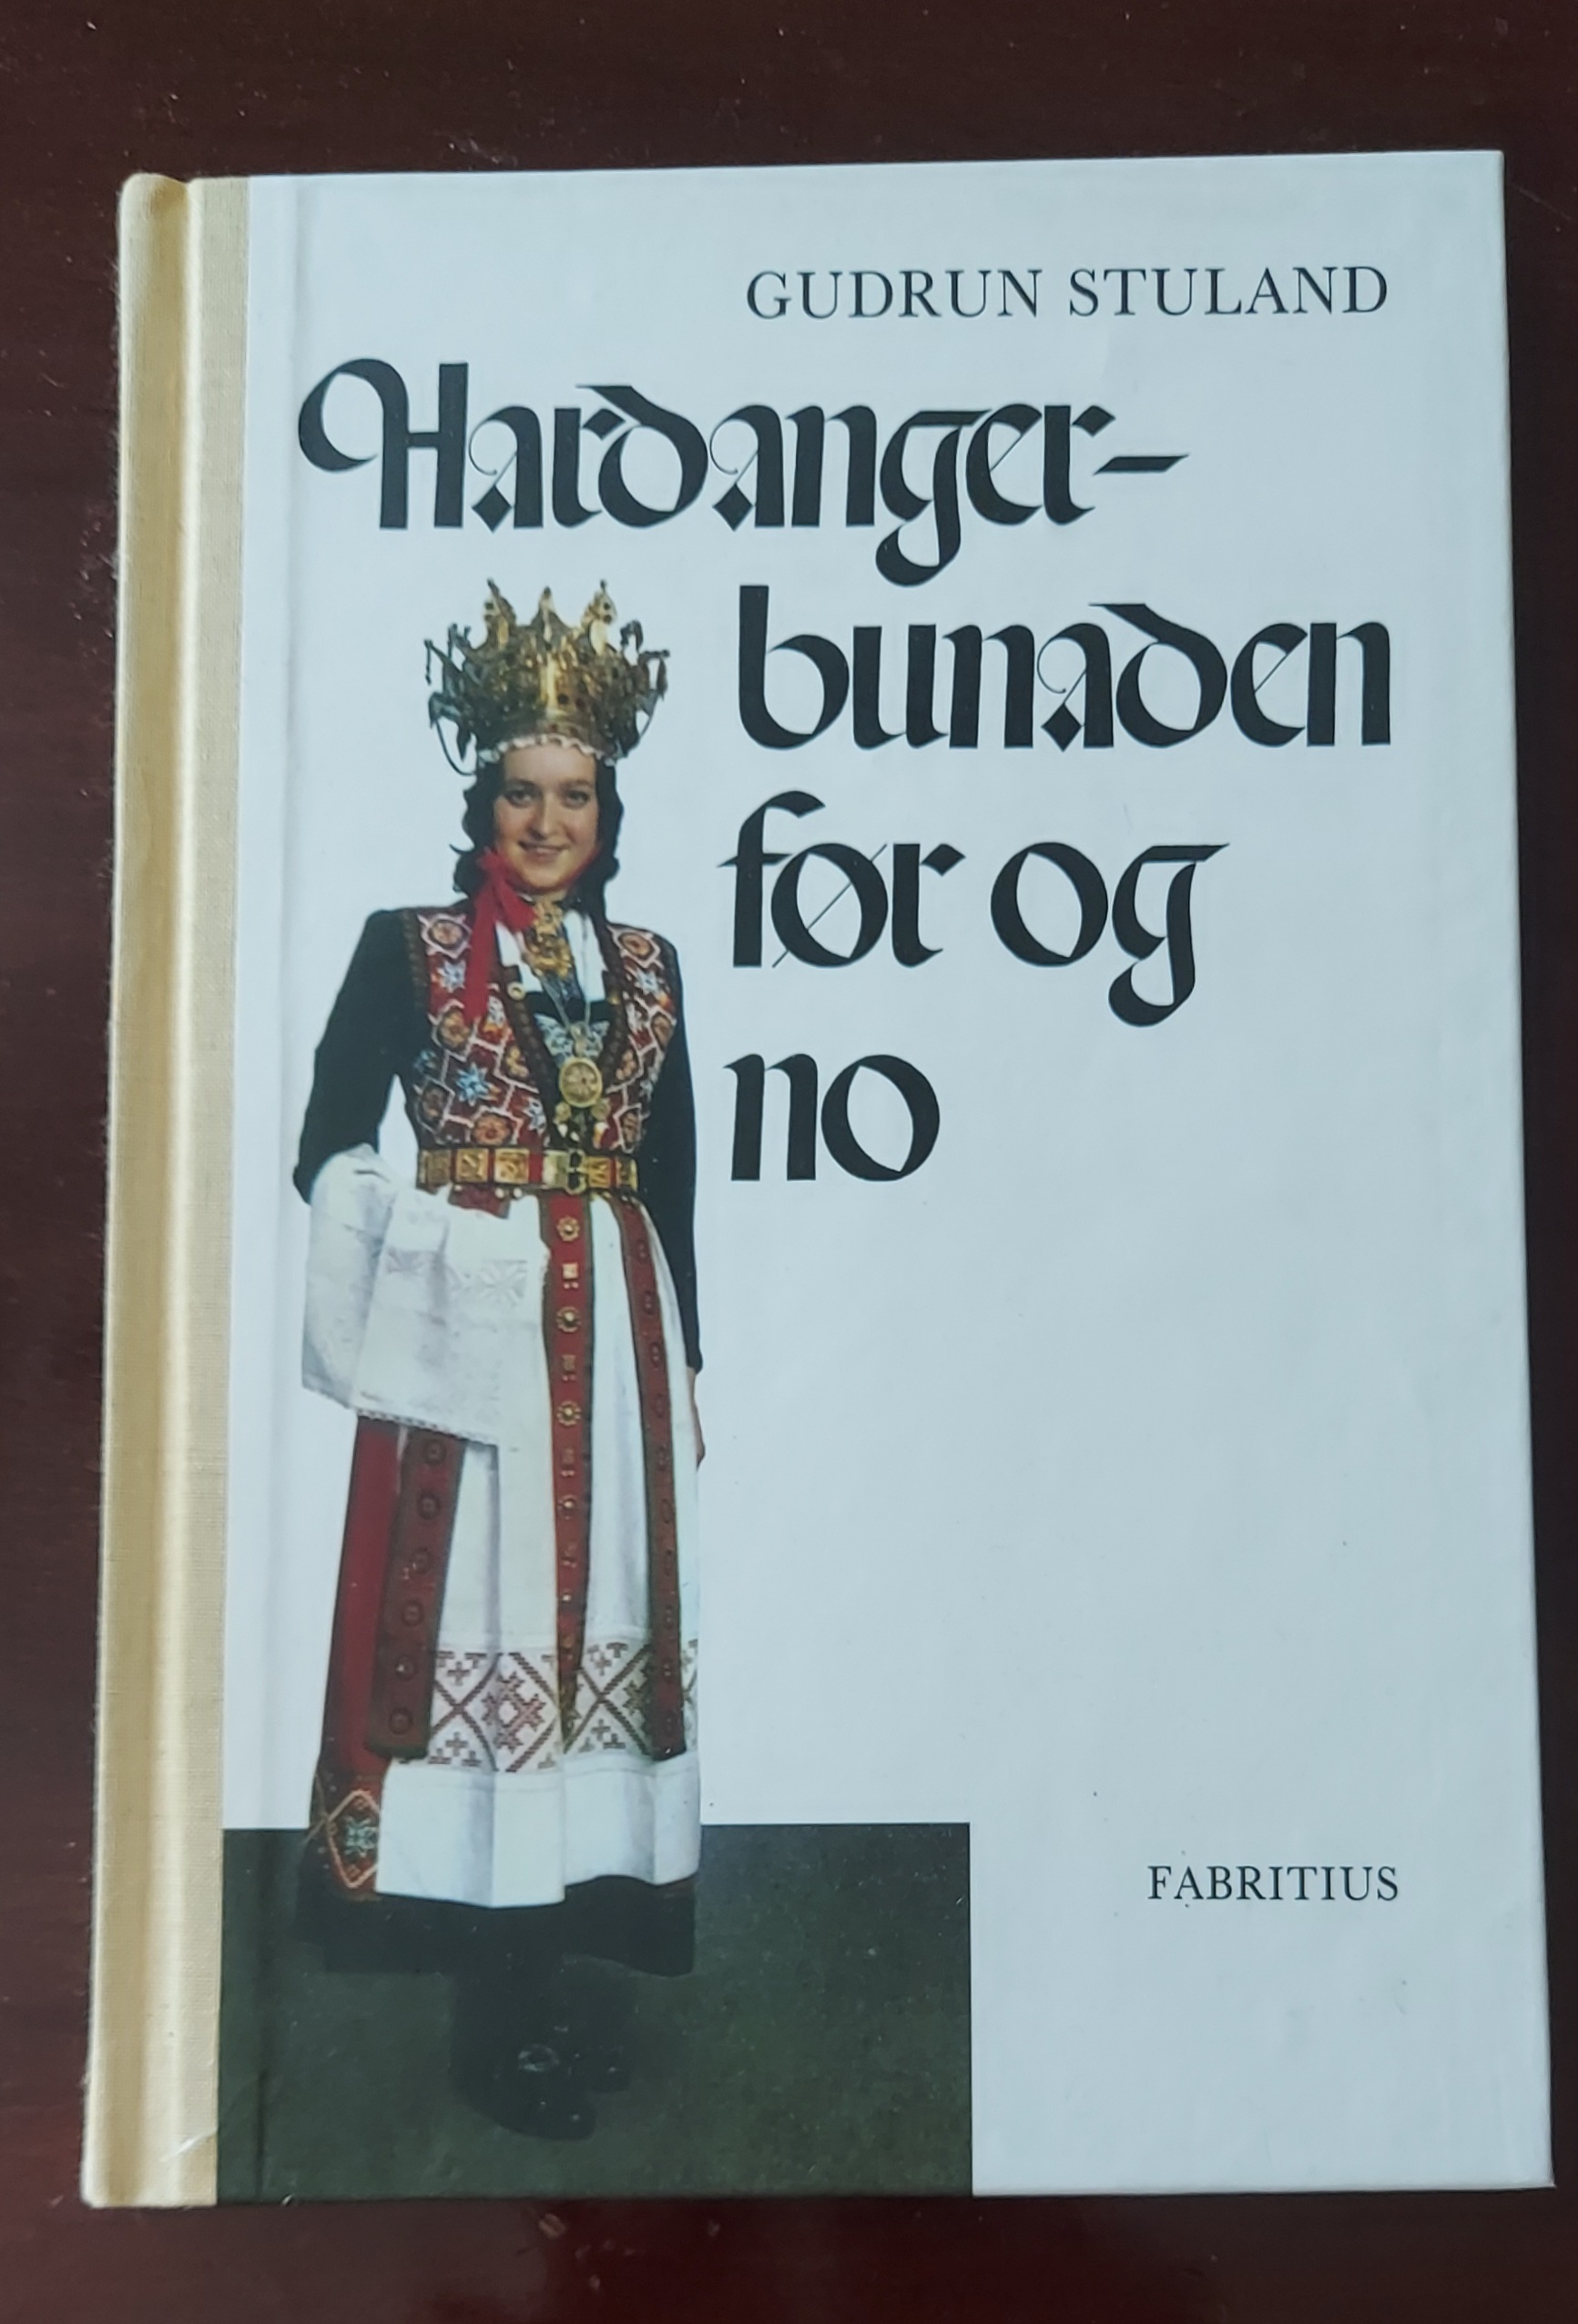 GUDRUN STULAND
Hardanger-
bunaden
før og
no
FABRITIUS